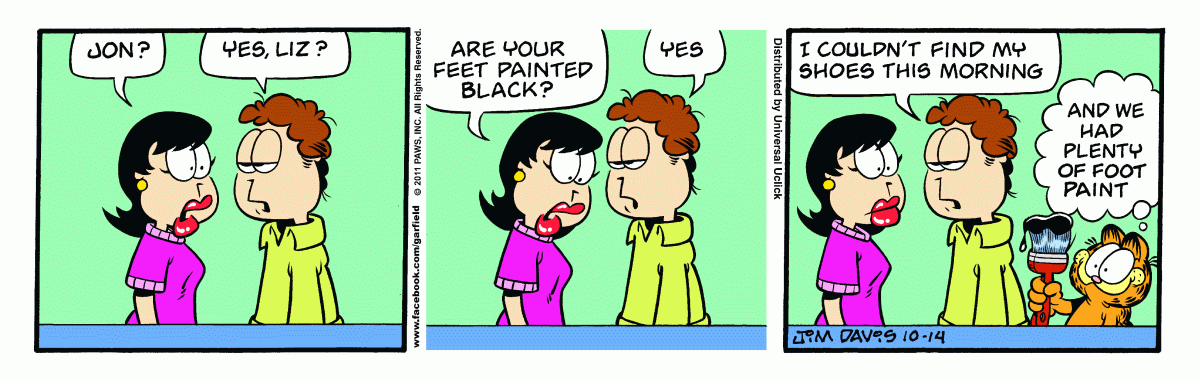 JON?
YES, LIZ?
www.facebook.com/garfield © 2011 PAWS, INC. All Rights Reserved.
ARE YOUR
FEET PAINTED
BLACK?
YES
Distributed by Universal Uclick
I COULDN'T FIND MY
SHOES THIS MORNING
AND WE
HAD
PLENTY
OF FOOT
PAINT
JIM DAVIS 10-14